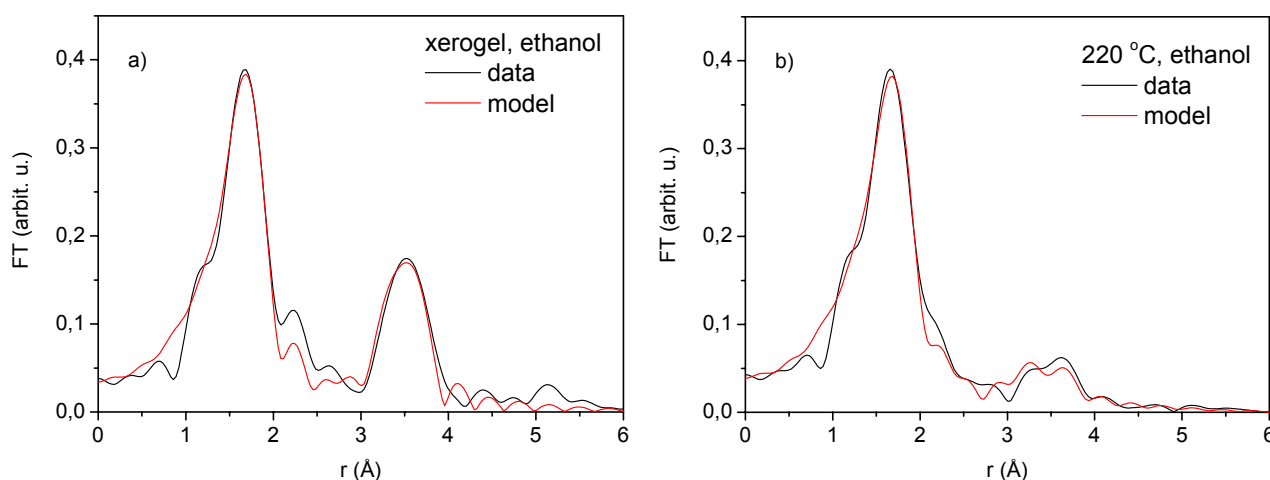 a)
xerogel, ethanol
data
model
FT (arbit. u.)
0,4
0,3
0,2
0,1
0,0
0 1 2 3 4 5 6
r (Å)
b)
220 °C, ethanol
data
model
FT (arbit. u.)
0,4
0,3
0,2
0,1
0,0
0 1 2 3 4 5 6
r (Å)